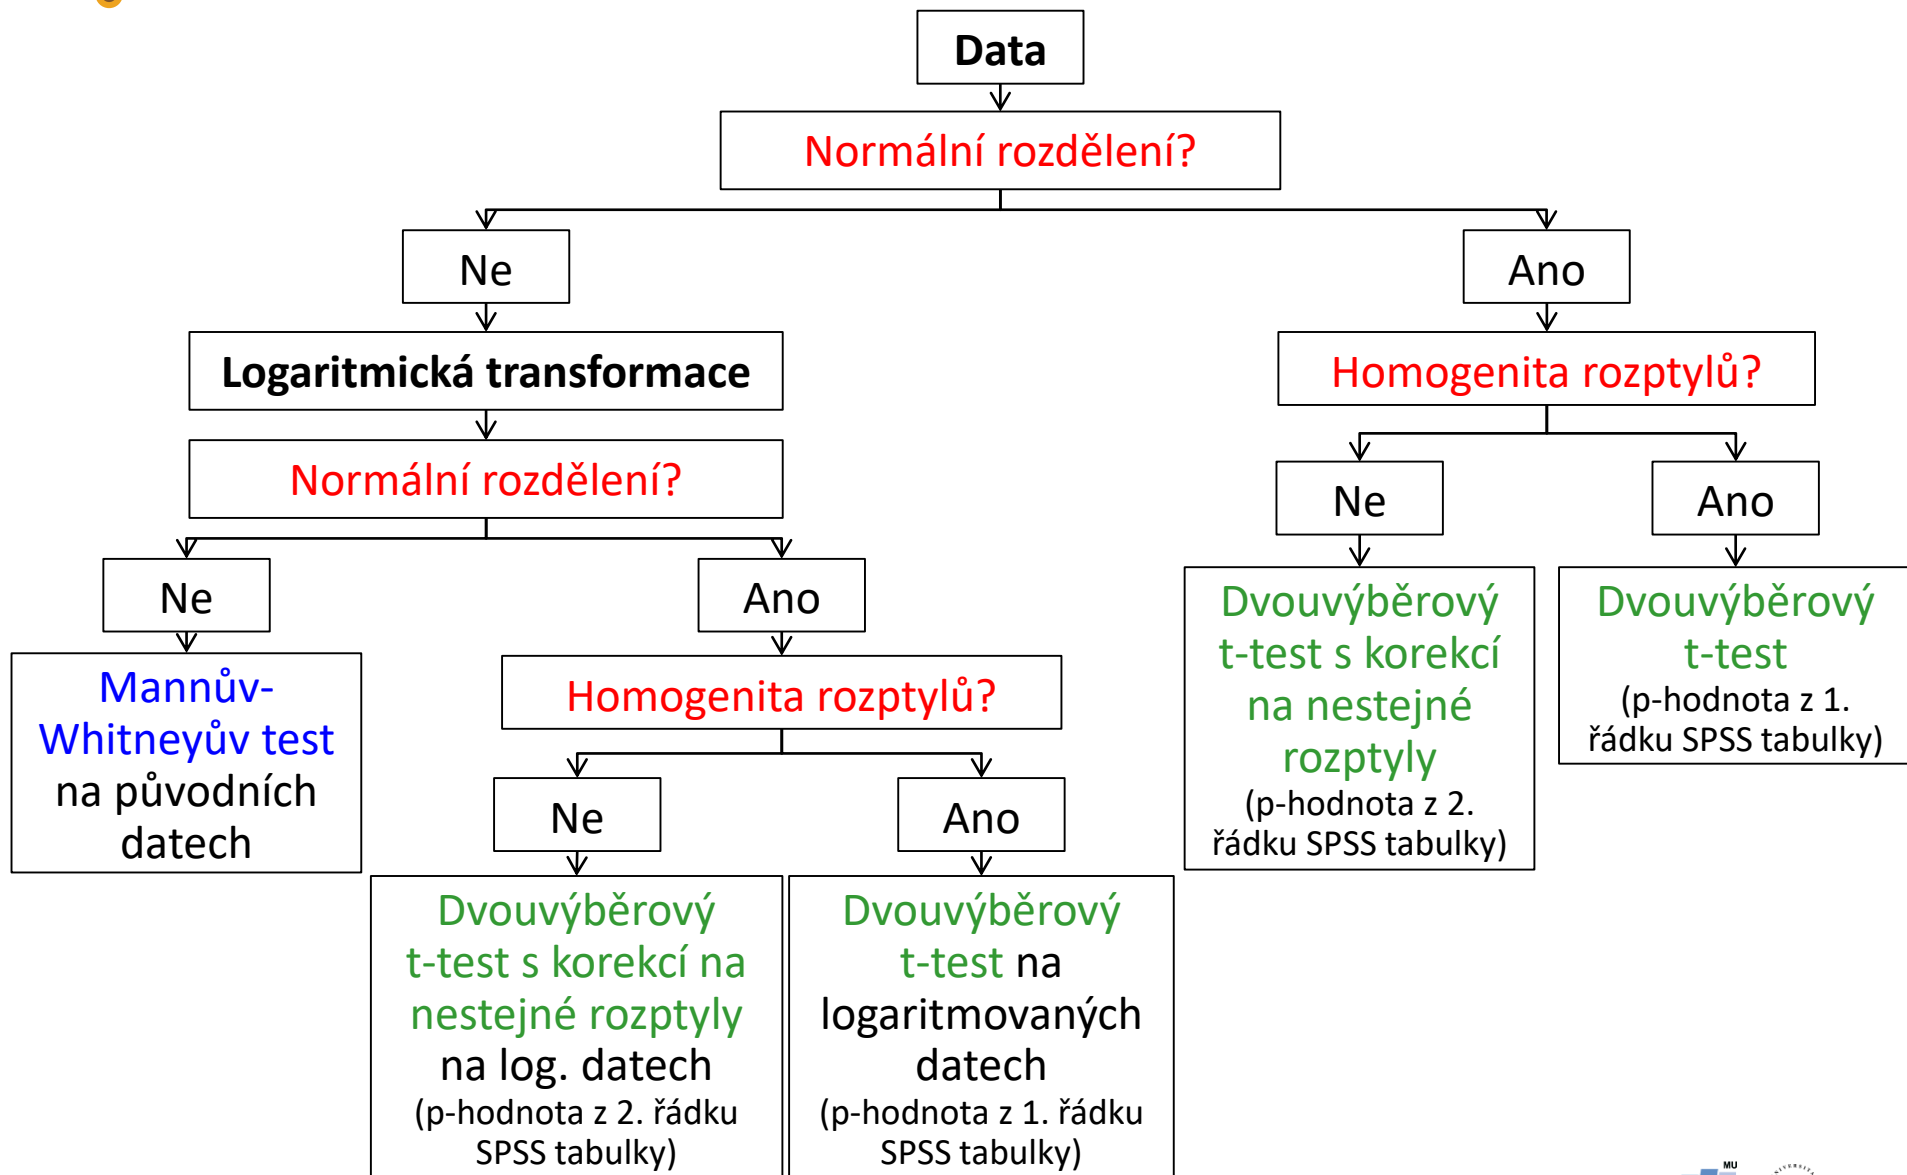 Data
Normální rozdělení?
Ne
Ano
Logaritmická transformace
Homogenita rozptylů?
Normální rozdělení?
Ne
Ano
Ne
Ano
Dvouvýběrový
t-test s korekcí
na nestejné
rozptyly
(p-hodnota z 2.
řádku SPSS tabulky)
Dvouvýběrový
t-test
(p-hodnota z 1.
řádku SPSS tabulky)
Mannův-
Whitneyův test
na původních
datech
Homogenita rozptylů?
Ne
Ano
Dvouvýběrový
t-test s korekcí na
nestejné rozptyly
na log. datech
(p-hodnota z 2. řádku
SPSS tabulky)
Dvouvýběrový
t-test na
logaritmovaných
datech
(p-hodnota z 1. řádku
SPSS tabulky)
MU